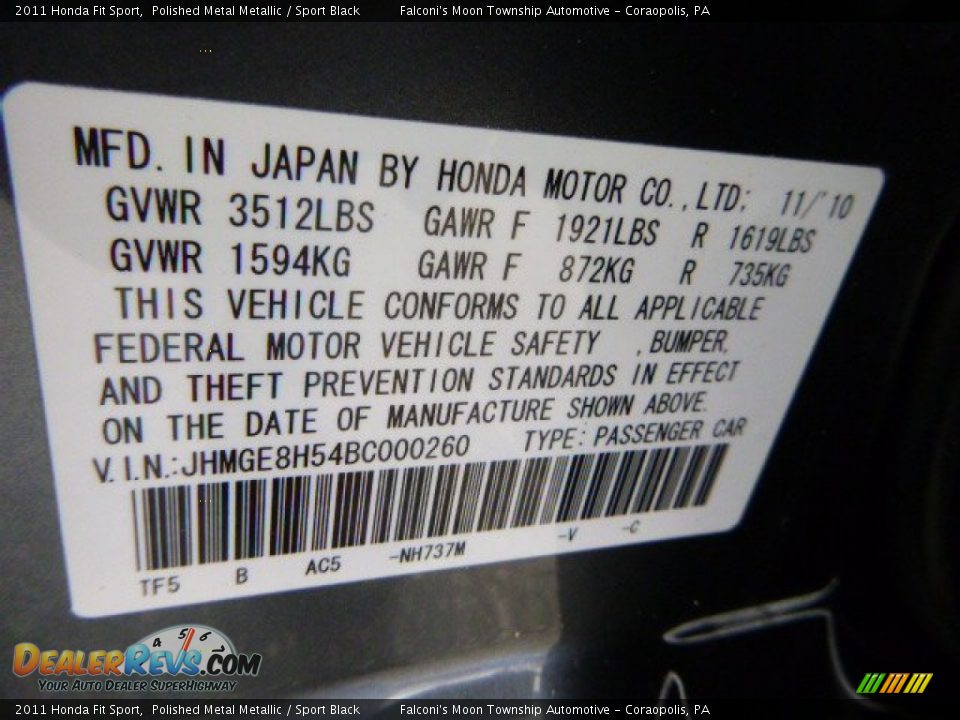 2011 Honda Fit Sport,  Polished Metal Metallic / Sport Black          Falconi's Moon Township Automotive - Coraopolis, PA
MFD. IN JAPAN BY HONDA MOTOR CO.,LTD; 11/'10
GVWR 3512LBS GAWR F 1921LBS R 1619LBS
GVWR 1594KG GAWR F 872KG R 735KG
THIS VEHICLE CONFORMS TO ALL APPLICABLE
FEDERAL MOTOR VEHICLE SAFETY ,BUMPER,
AND THEFT PREVENTION STANDARDS IN EFFECT
ON THE DATE OF MANUFACTURE SHOWN ABOVE.
V.I.N.:JHMGE8H54BC000260 TYPE:PASSENGER CAR
TF5 B AC5 -NH737M -V -C
4 5 6
DEALERREVS.COM
YOUR AUTO DEALER SUPERHIGHWAY
2011 Honda Fit Sport,  Polished Metal Metallic / Sport Black          Falconi's Moon Township Automotive - Coraopolis, PA